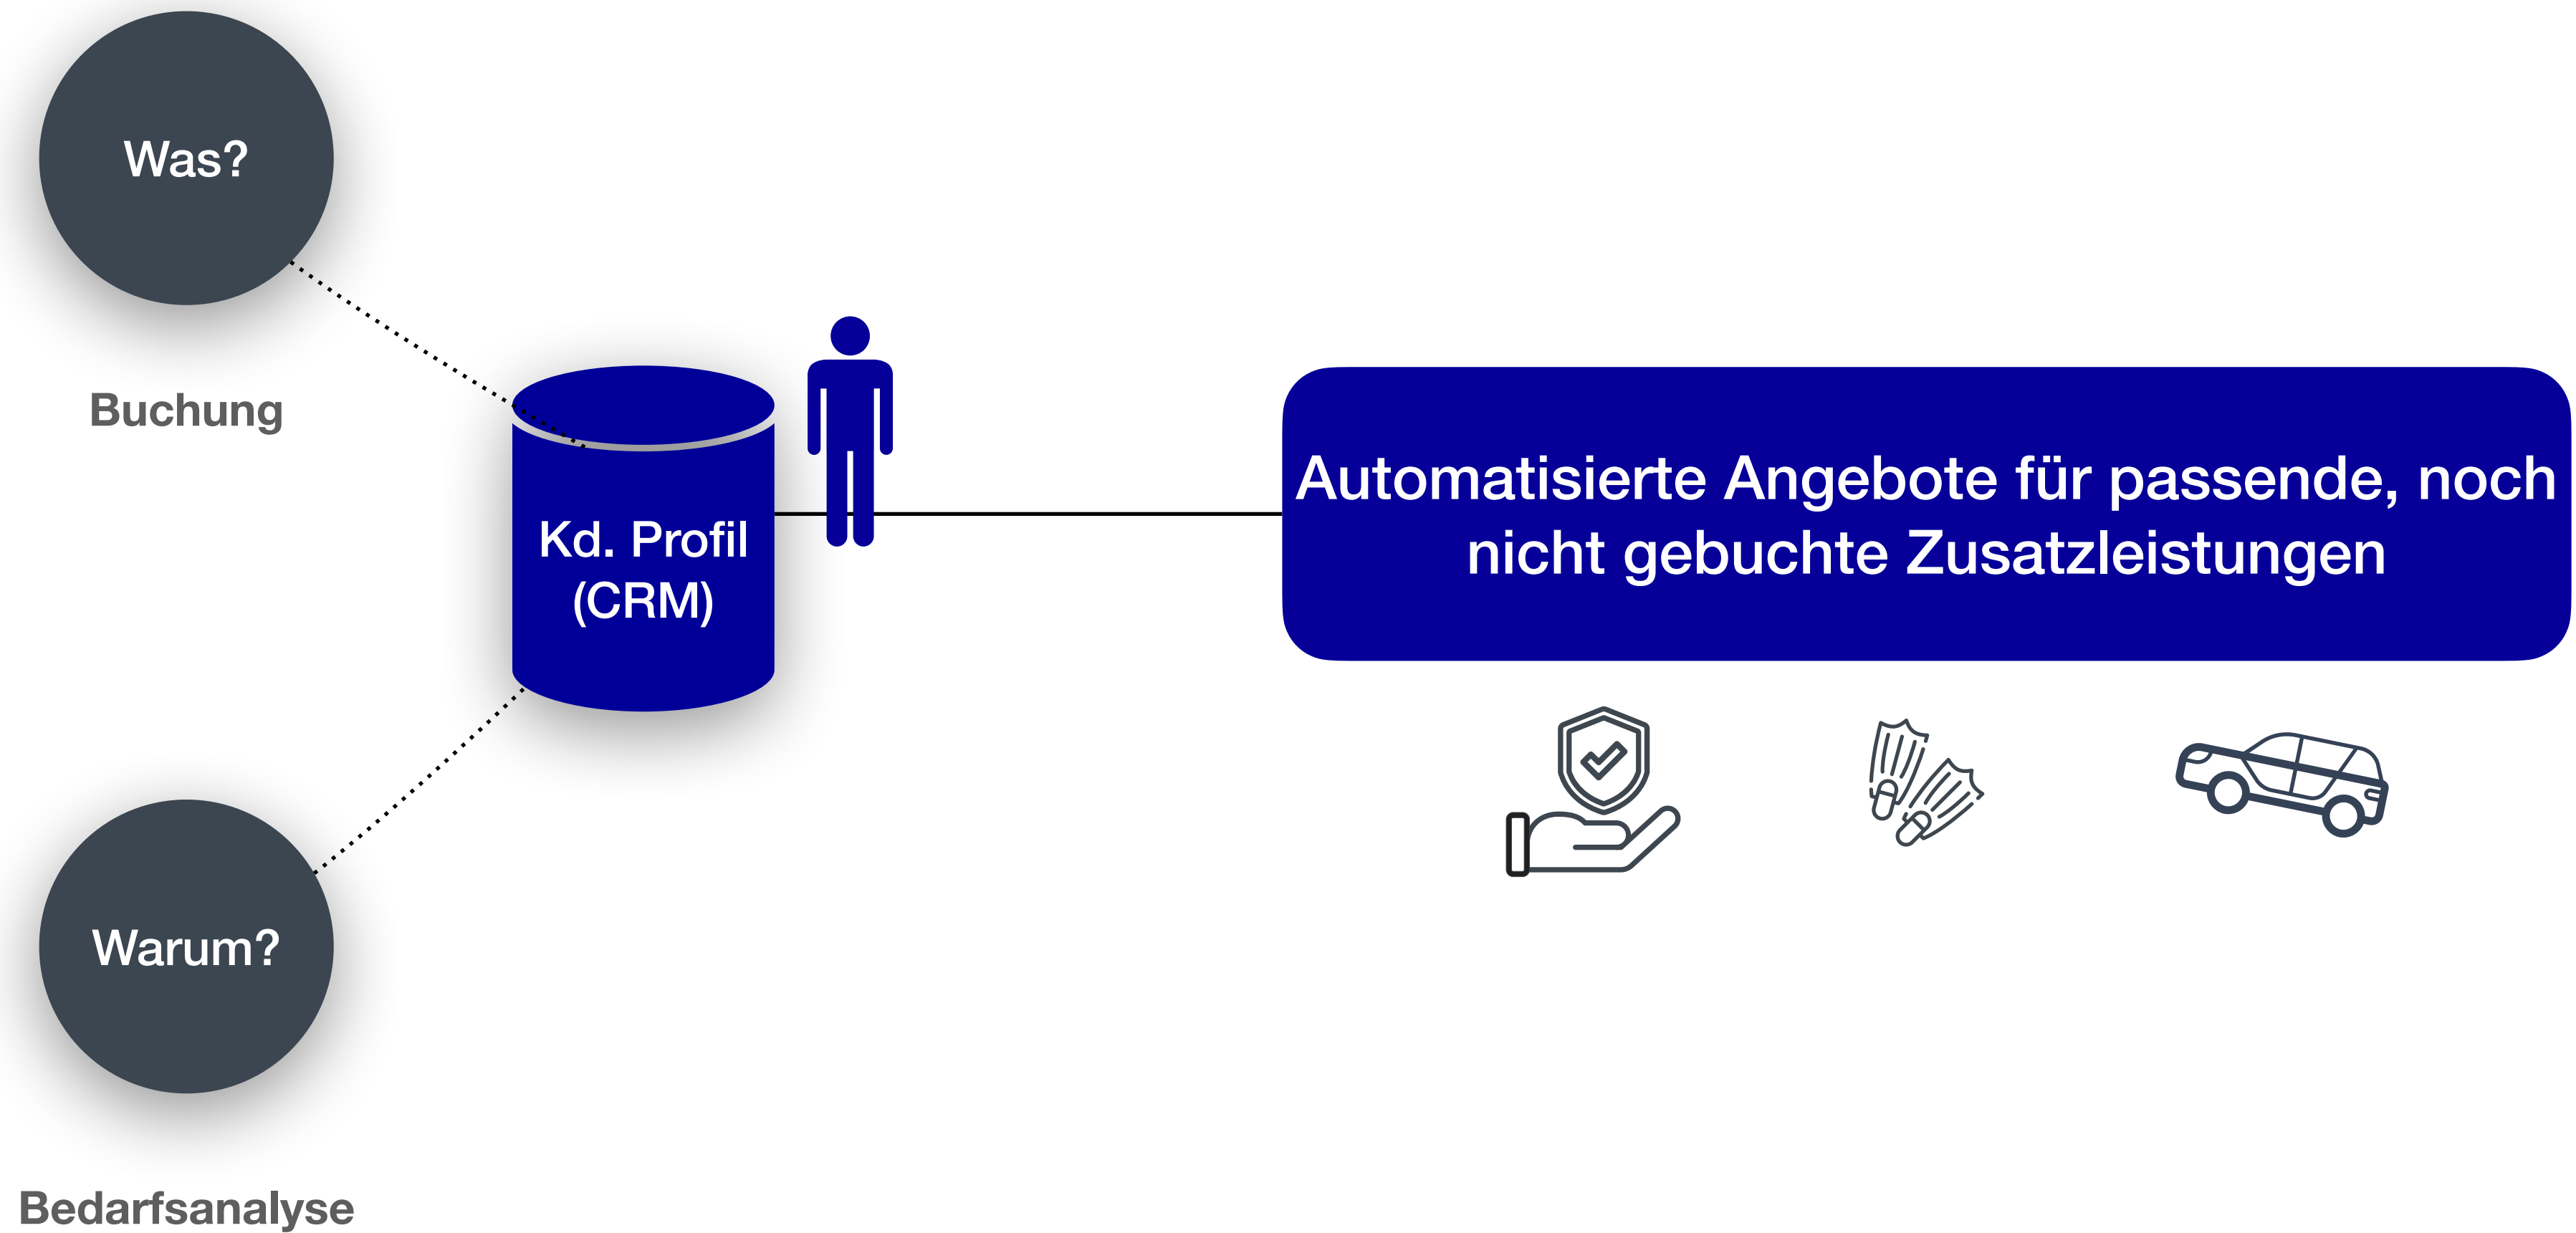 Was?
Buchung
Kd. Profil
(CRM)
Automatisierte Angebote für passende, noch
nicht gebuchte Zusatzleistungen
Warum?
Bedarfsanalyse